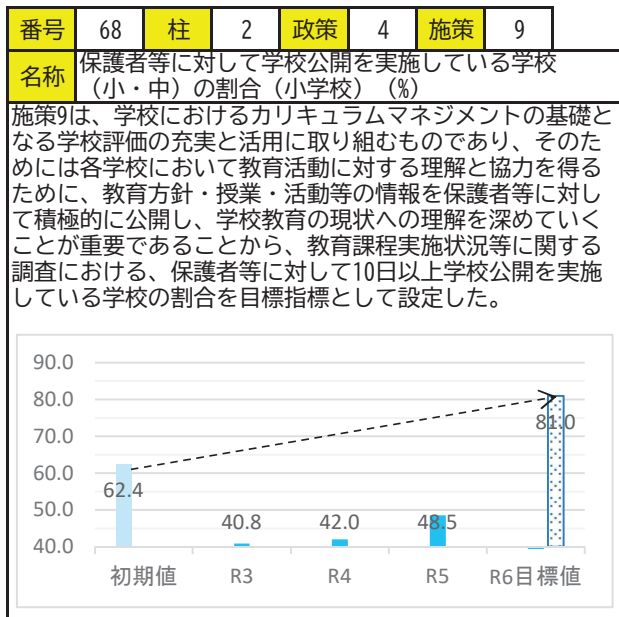 番号 68 柱 2 政策 4 施策 9
名称 保護者等に対して学校公開を実施している学校
（小・中）の割合（小学校）（%）
施策9は、学校におけるカリキュラムマネジメントの基礎と
なる学校評価の充実と活用に取り組むものであり、そのた
めには各学校において教育活動に対する理解と協力を得る
ために、教育方針・授業・活動等の情報を保護者等に対し
て積極的に公開し、学校教育の現状への理解を深めていく
ことが重要であることから、教育課程実施状況等に関する
調査における、保護者等に対して10日以上学校公開を実施
している学校の割合を目標指標として設定した。
90.0
80.0
70.0
60.0
50.0
40.0
62.4
40.8
42.0
48.5
81.0
初期値 R3 R4 R5 R6目標値